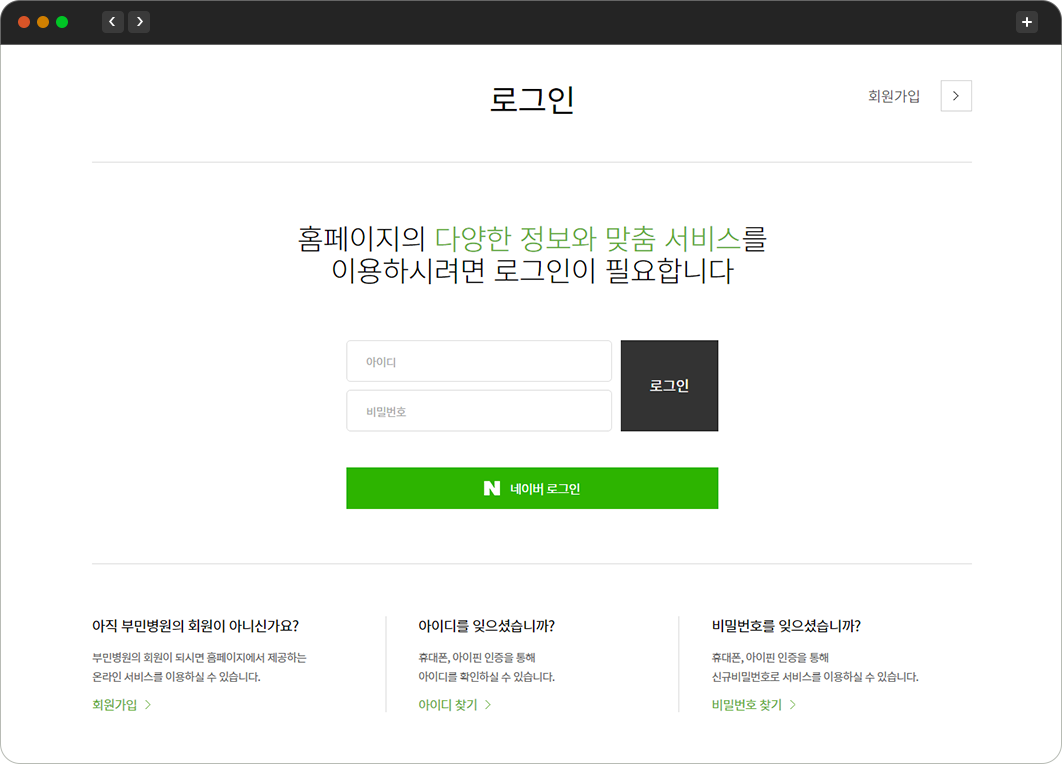 로그인
회원가입
홈페이지의 다양한 정보와 맞춤 서비스를
이용하시려면 로그인이 필요합니다
아이디
비밀번호
로그인
N 네이버 로그인
아직 부민병원의 회원이 아니신가요?
부민병원의 회원이 되시면 홈페이지에서 제공하는
온라인 서비스를 이용하실 수 있습니다.
회원가입
아이디를 잊으셨습니까?
휴대폰, 아이핀 인증을 통해
아이디를 확인하실 수 있습니다.
아이디 찾기
비밀번호를 잊으셨습니까?
휴대폰, 아이핀 인증을 통해
신규비밀번호로 서비스를 이용하실 수 있습니다.
비밀번호 찾기